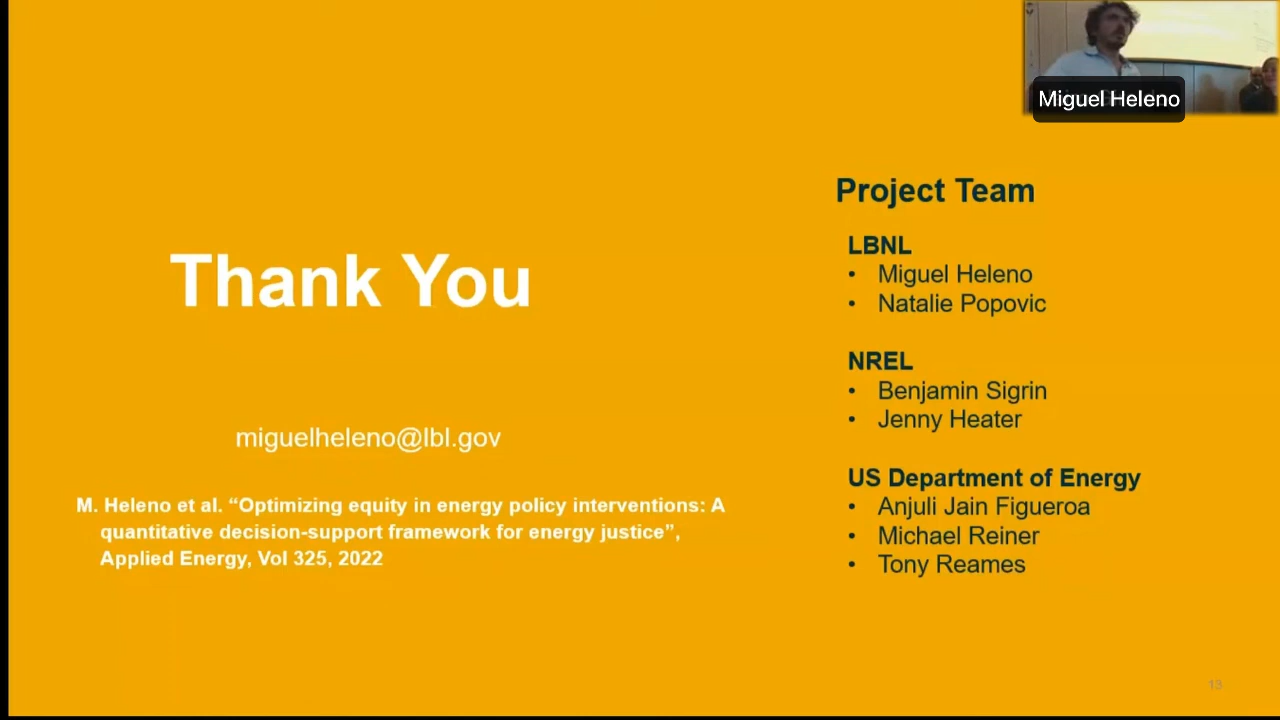 Miguel Heleno
Thank You
miguelheleno@lbl.gov
M. Heleno et al. “Optimizing equity in energy policy interventions: A
quantitative decision-support framework for energy justice”,
Applied Energy, Vol 325, 2022
Project Team
LBNL
• Miguel Heleno
• Natalie Popovic
NREL
• Benjamin Sigrin
• Jenny Heater
US Department of Energy
• Anjuli Jain Figueroa
• Michael Reiner
• Tony Reames
13